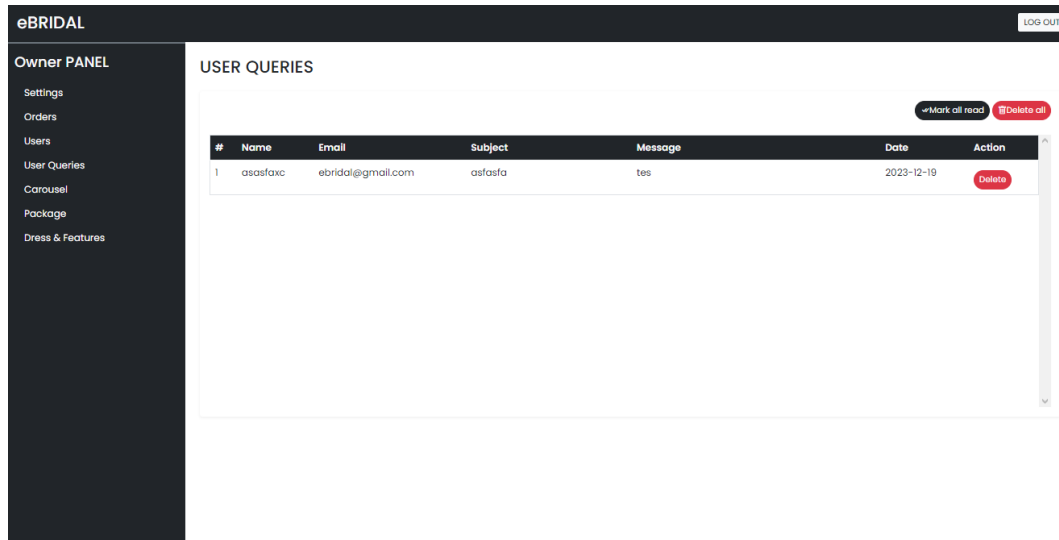 eBRIDAL
LOG OUT
Owner PANEL
Settings
Orders
Users
User Queries
Carousel
Package
Dress & Features
USER QUERIES
Mark all read Delete all
# Name Email Subject Message Date Action
1 asasfaxc ebridal@gmail.com asfasfa tes 2023-12-19 Delete